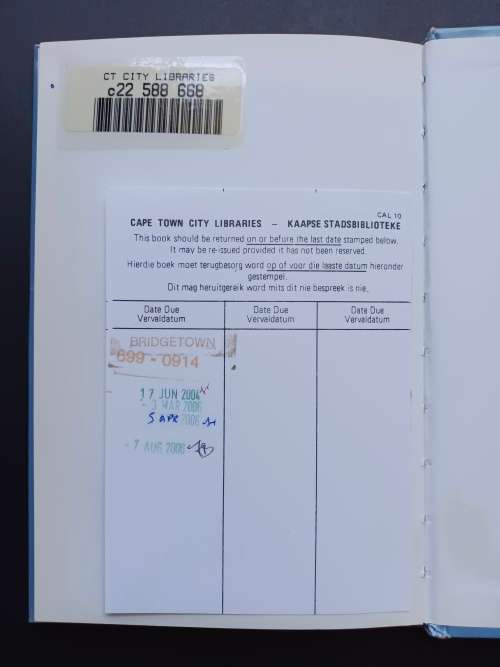 CT CITY LIBRARIES
c22 588 668
CAL 10
CAPE TOWN CITY LIBRARIES – KAAPSE STADSBIBLIOTEKE
This book should be returned on or before the last date stamped below.
It may be re-issued provided it has not been reserved.
Hierdie boek moet terugbesorg word op of voor die laaste datum hieronder
gestempel.
Dit mag heruitgereik word mits dit nie bespreek is nie.
Date Due Date Due Date Due
Vervaldatum Vervaldatum Vervaldatum
BRIDGETOWN
699 - 0914
17 JUN 2004
- 3 MAR 2006
5 APR 2006
- 7 AUG 2006